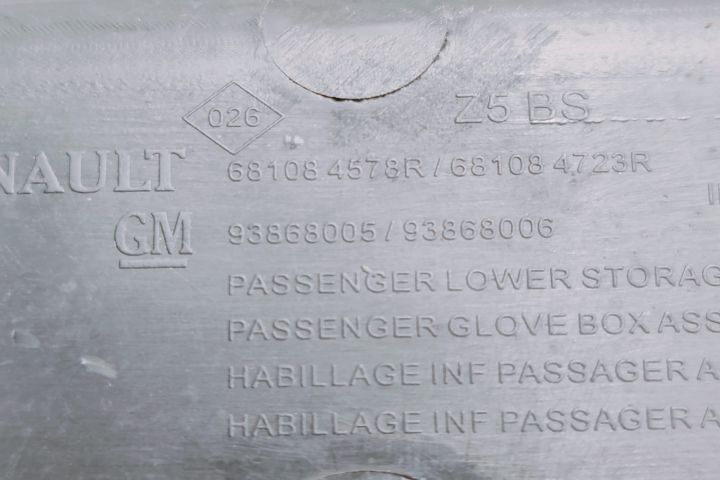 026 Z5 BS
NAULT 68108 4578R / 68108 4723R
GM 93868005 / 93868006
PASSENGER LOWER STORAG
PASSENGER GLOVE BOX ASS
HABILLAGE INF PASSAGER A
HABILLAGE INF PASSAGER A